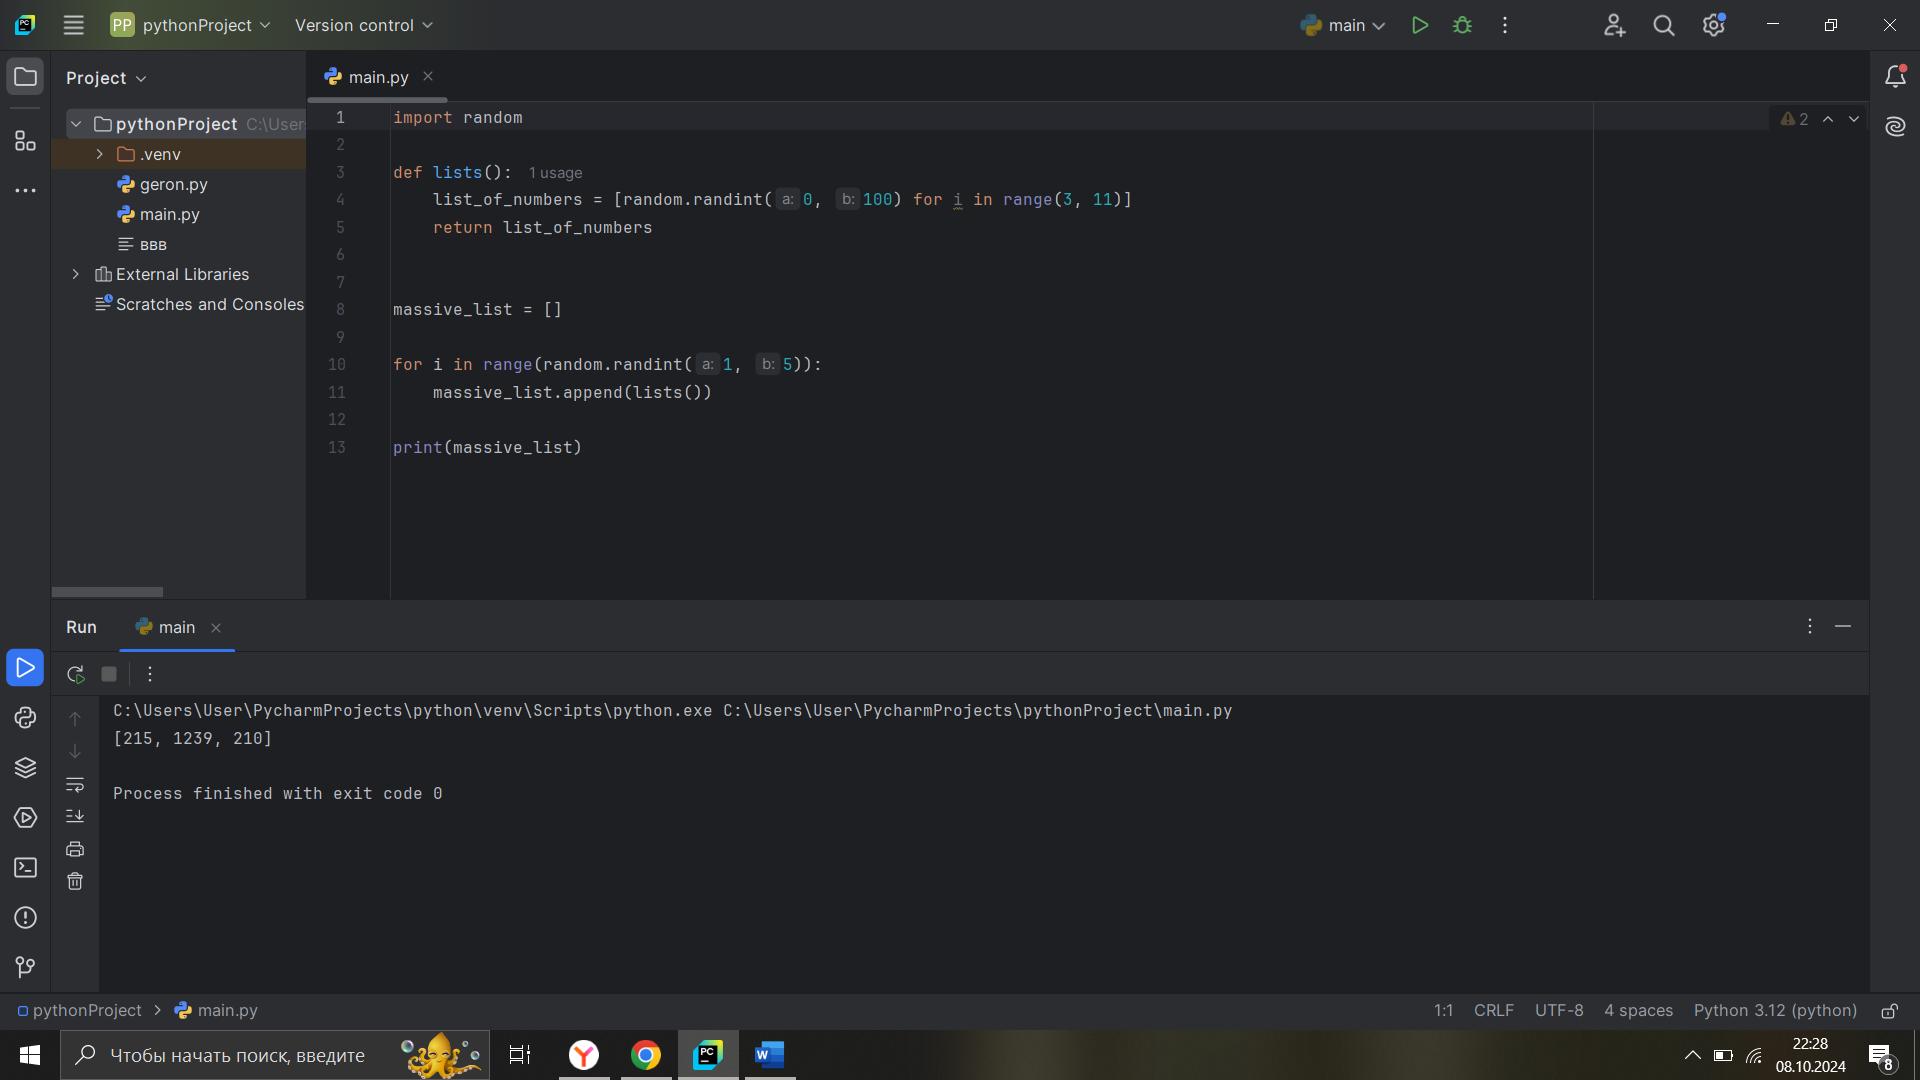 PP pythonProject Version control main
Project
main.py
pythonProject C:\User
.venv
geron.py
main.py
ввв
External Libraries
Scratches and Consoles
1 import random
2
3 def lists(): 1 usage
4 list_of_numbers = [random.randint( a: 0, b: 100) for i in range(3, 11)]
5 return list_of_numbers
6
7
8 massive_list = []
9
10 for i in range(random.randint( a: 1, b: 5)):
11 massive_list.append(lists())
12
13 print(massive_list)
2
Run main
C:\Users\User\PycharmProjects\python\venv\Scripts\python.exe C:\Users\User\PycharmProjects\pythonProject\main.py
[215, 1239, 210]
Process finished with exit code 0
pythonProject > main.py 1:1 CRLF UTF-8 4 spaces Python 3.12 (python)
Чтобы начать поиск, введите
PC
W
22:28
08.10.2024
8